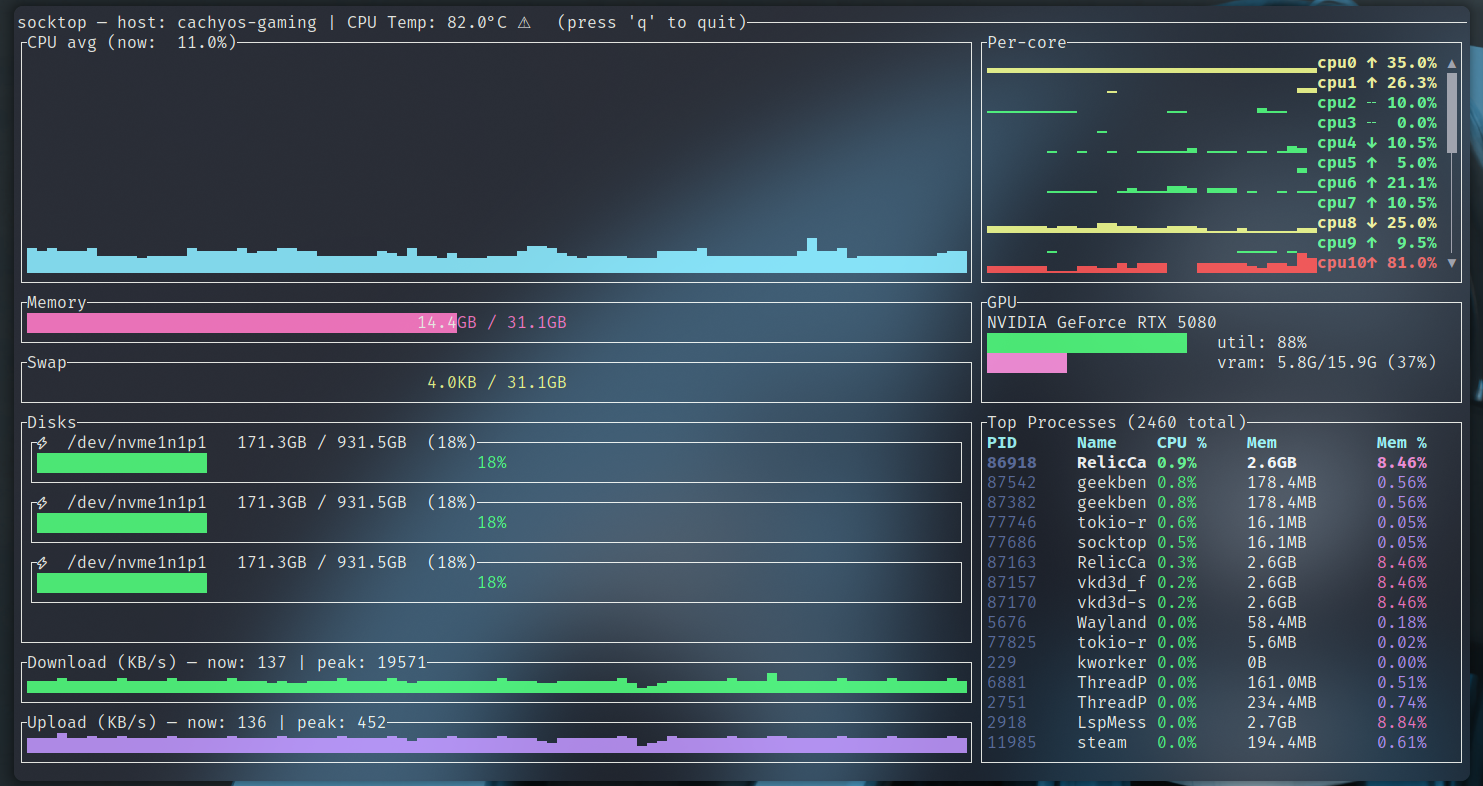 socktop — host: cachyos-gaming | CPU Temp: 82.0°C ⚠ (press 'q' to quit)
CPU avg (now: 11.0%)
Memory
14.4GB / 31.1GB
Swap
4.0KB / 31.1GB
Disks
⚡ /dev/nvme1n1p1 171.3GB / 931.5GB (18%)
18%
⚡ /dev/nvme1n1p1 171.3GB / 931.5GB (18%)
18%
⚡ /dev/nvme1n1p1 171.3GB / 931.5GB (18%)
18%
Download (KB/s) — now: 137 | peak: 19571
Upload (KB/s) — now: 136 | peak: 452
Per-core
cpu0 ↑ 35.0% ▲
cpu1 ↑ 26.3%
cpu2 ╌ 10.0%
cpu3 ╌ 0.0%
cpu4 ↓ 10.5%
cpu5 ↑ 5.0%
cpu6 ↑ 21.1%
cpu7 ↑ 10.5%
cpu8 ↓ 25.0%
cpu9 ↑ 9.5%
cpu10↑ 81.0% ▼
GPU
NVIDIA GeForce RTX 5080
util: 88%
vram: 5.8G/15.9G (37%)
Top Processes (2460 total)
PID Name CPU % Mem Mem %
86918 RelicCa 0.9% 2.6GB 8.46%
87542 geekben 0.8% 178.4MB 0.56%
87382 geekben 0.8% 178.4MB 0.56%
77746 tokio-r 0.6% 16.1MB 0.05%
77686 socktop 0.5% 16.1MB 0.05%
87163 RelicCa 0.3% 2.6GB 8.46%
87157 vkd3d_f 0.2% 2.6GB 8.46%
87170 vkd3d-s 0.2% 2.6GB 8.46%
5676 Wayland 0.0% 58.4MB 0.18%
77825 tokio-r 0.0% 5.6MB 0.02%
229 kworker 0.0% 0B 0.00%
6881 ThreadP 0.0% 161.0MB 0.51%
2751 ThreadP 0.0% 234.4MB 0.74%
2918 LspMess 0.0% 2.7GB 8.84%
11985 steam 0.0% 194.4MB 0.61%